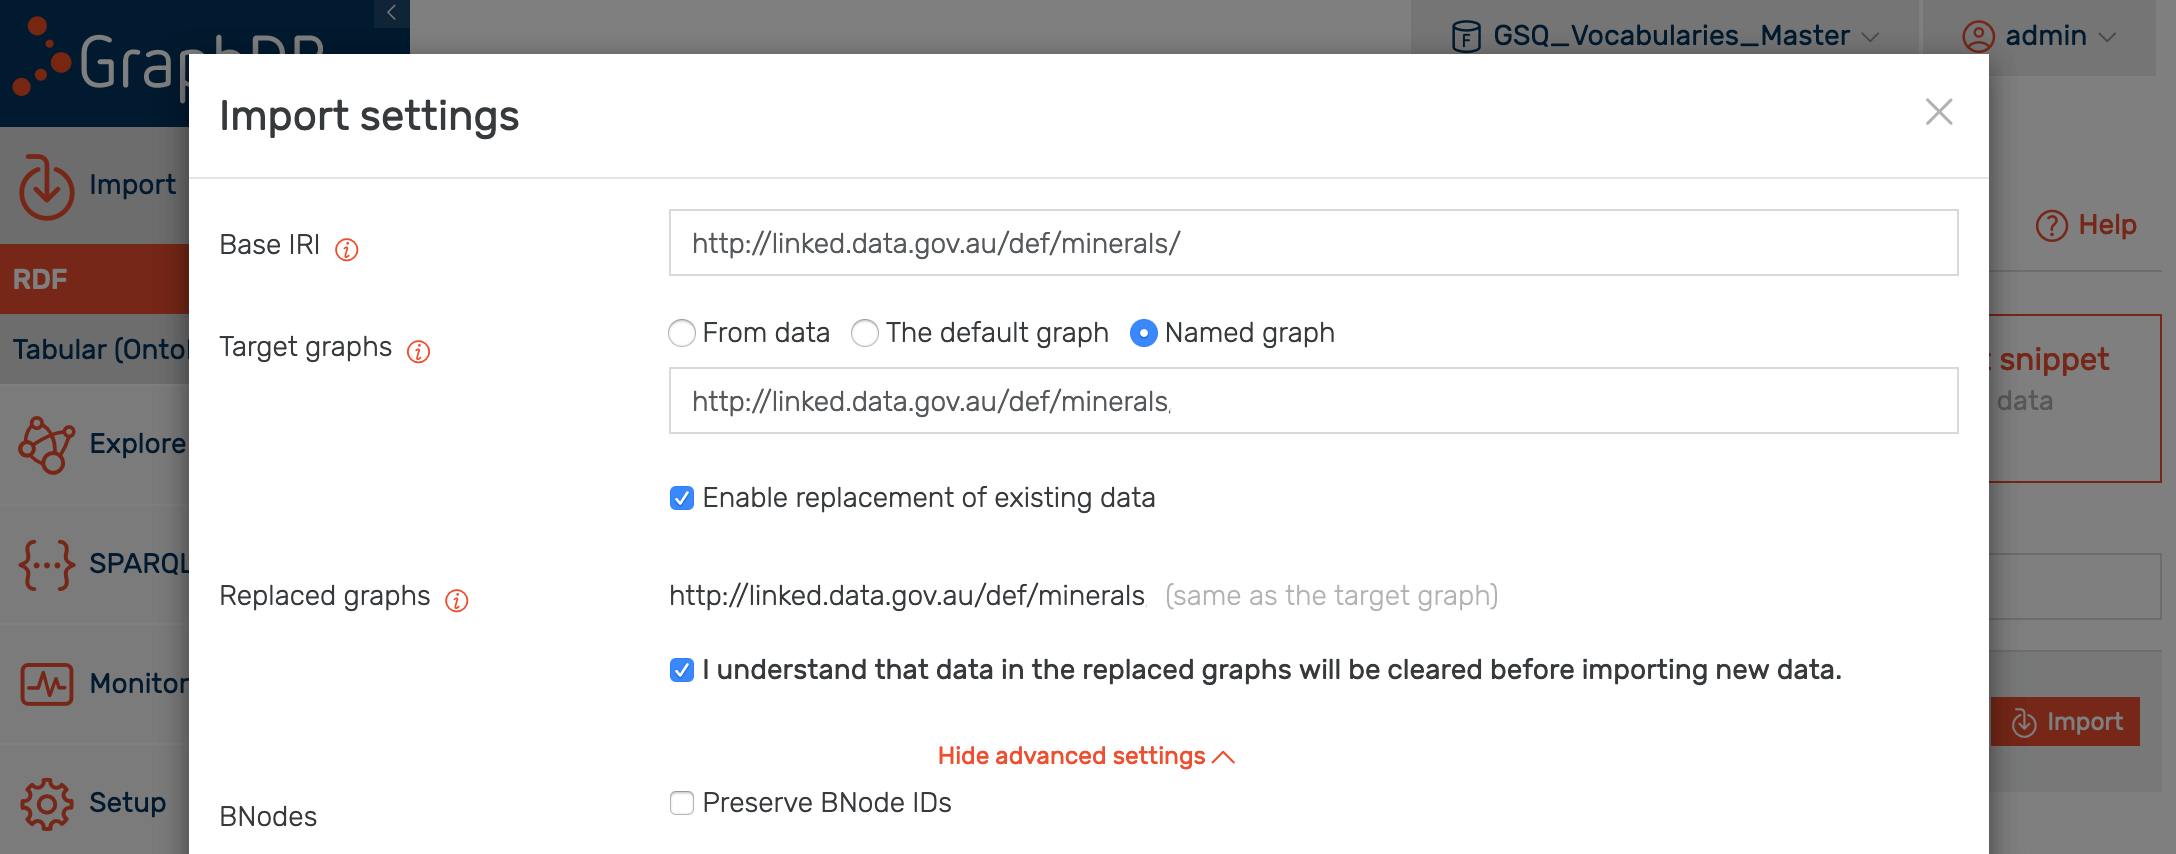 GraphDB
GSQ_Vocabularies_Master
admin
Import settings
Import
Help
Base IRI
http://linked.data.gov.au/def/minerals/
RDF
Target graphs
From data
The default graph
Named graph
Tabular
snippet
http://linked.data.gov.au/def/minerals
data
Explore
Enable replacement of existing data
SPARQL
Replaced graphs
http://linked.data.gov.au/def/minerals (same as the target graph)
I understand that data in the replaced graphs will be cleared before importing new data.
Monitor
Import
Hide advanced settings
Setup
BNodes
Preserve BNode IDs